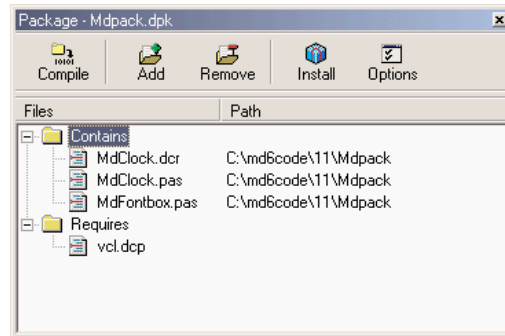 Package - Mdpack.dpk
Compile Add Remove Install Options
Files Path
Contains
MdClock.dcr C:\md6code\11\Mdpack
MdClock.pas C:\md6code\11\Mdpack
MdFontbox.pas C:\md6code\11\Mdpack
Requires
vcl.dcp